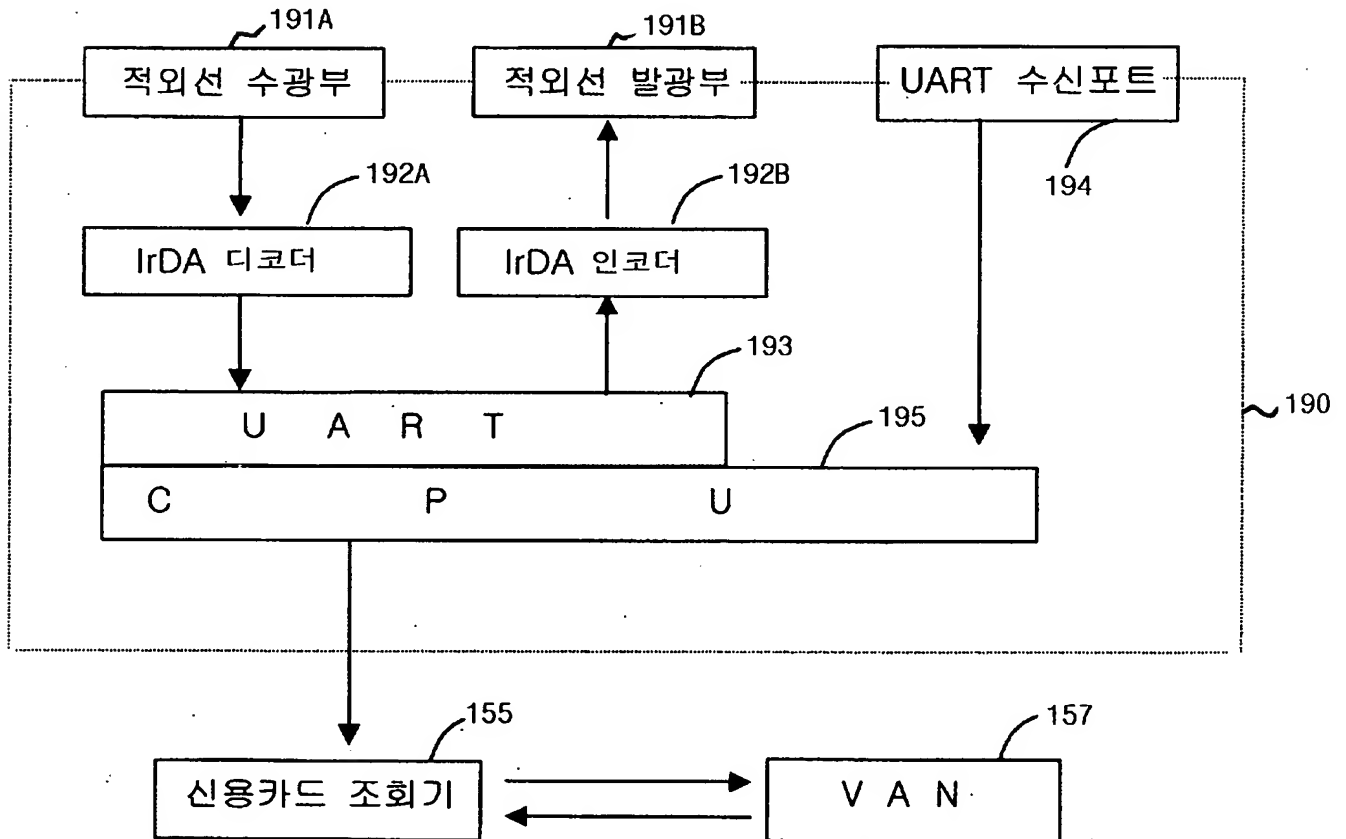 191A
191B
적외선 수광부
적외선 발광부
UART 수신포트
192A
192B
194
IrDA 디코더
IrDA 인코더
193
190
195
U A R T
C P U
155
157
신용카드 조회기
V A N